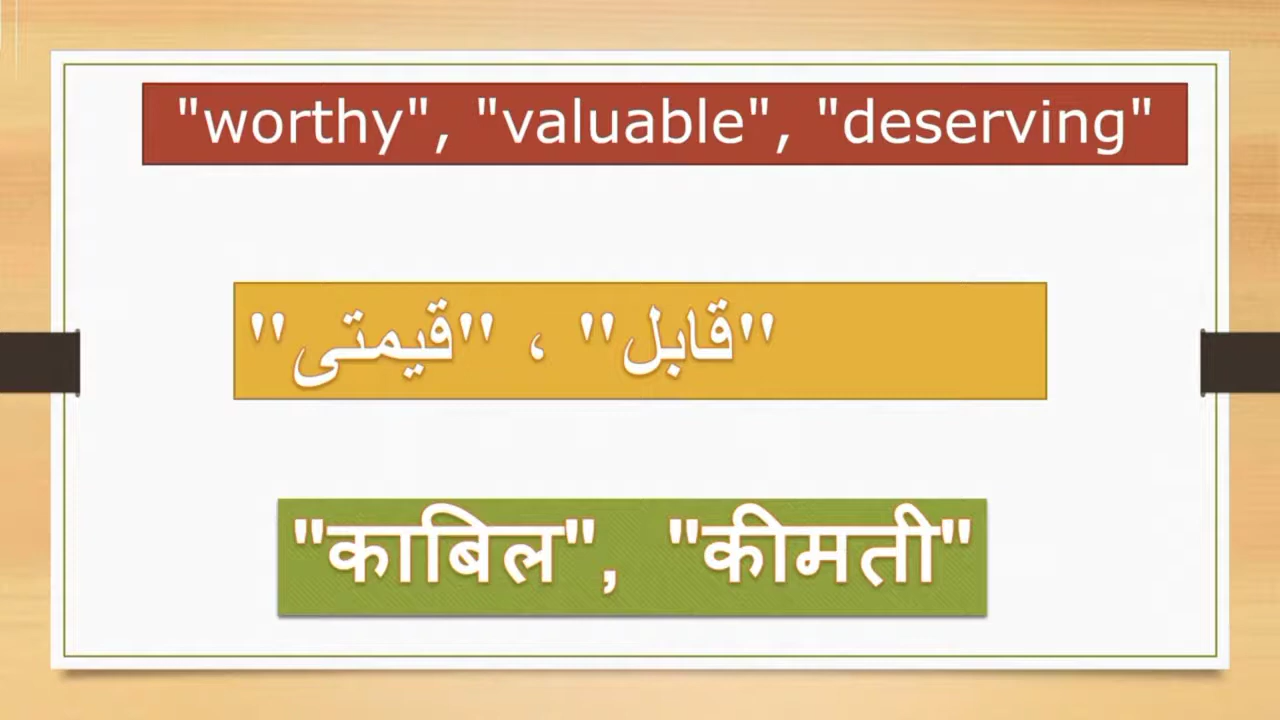 "worthy", "valuable", "deserving"
"قابل" ، "قیمتی"
"काबिल", "कीमती"